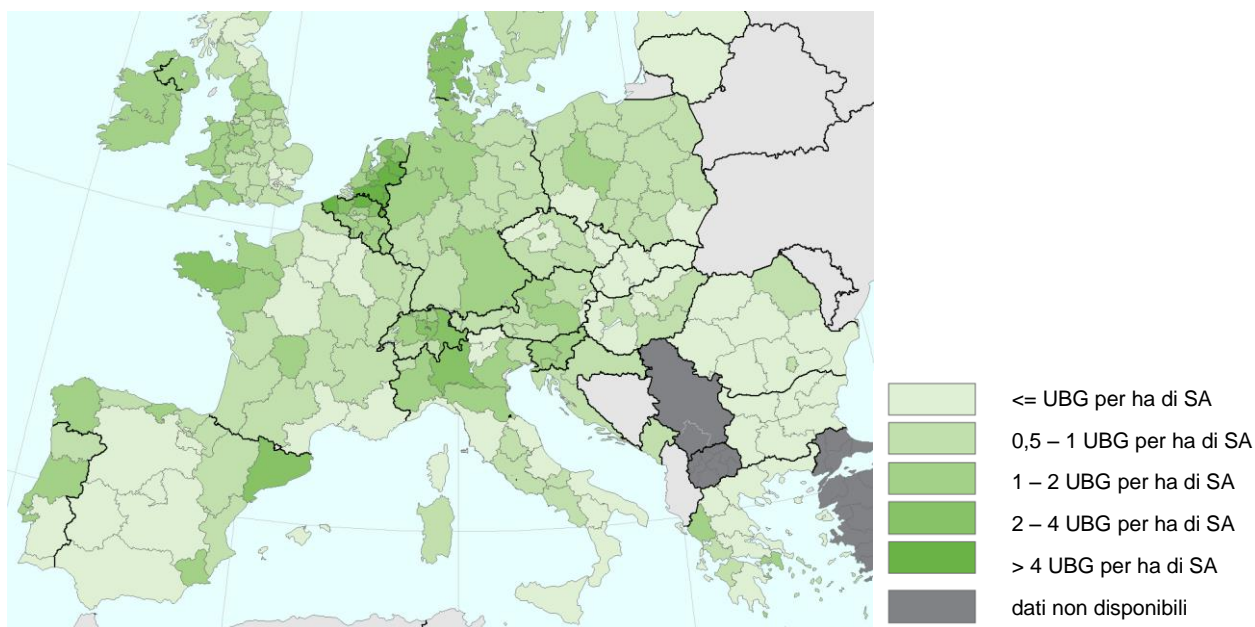 <= UBG per ha di SA
0,5 – 1 UBG per ha di SA
1 – 2 UBG per ha di SA
2 – 4 UBG per ha di SA
> 4 UBG per ha di SA
dati non disponibili